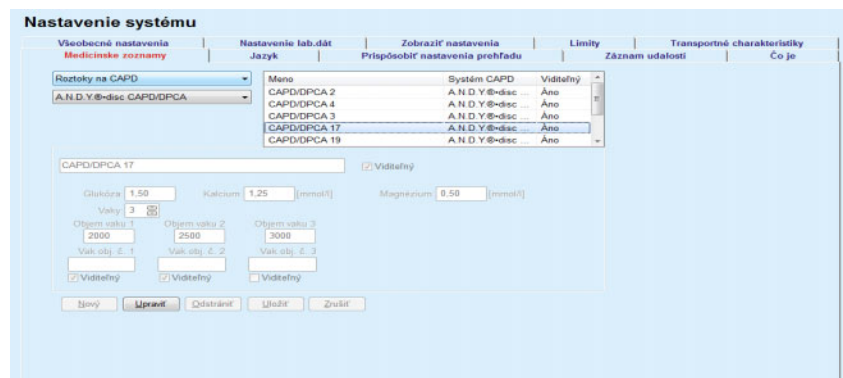 Nastavenie systému
Všeobecné nastavenia | Nastavenie lab.dát | Zobraziť nastavenia | Limity | Transportné charakteristiky
Medicínske zoznamy | Jazyk | Prispôsobiť nastavenia prehľadu | Záznam udalostí | Čo je
Roztoky na CAPD
A.N.D.Y.®•disc CAPD/DPCA
Meno Systém CAPD Viditeľný
CAPD/DPCA 2 A.N.D.Y.®•disc ... Áno
CAPD/DPCA 4 A.N.D.Y.®•disc ... Áno
CAPD/DPCA 3 A.N.D.Y.®•disc ... Áno
CAPD/DPCA 17 A.N.D.Y.®•disc ... Áno
CAPD/DPCA 19 A.N.D.Y.®•disc ... Áno
CAPD/DPCA 17 Viditeľný
Glukóza 1,50 Kalcium 1,25 [mmol/l] Magnézium 0,50 [mmol/l]
Vaky 3
Objem vaku 1 Objem vaku 2 Objem vaku 3
2000 2500 3000
Vak obj. č. 1 Vak obj. č. 2 Vak obj. č. 3
Viditeľný Viditeľný Viditeľný
Nový Upraviť Odstrániť Uložiť Zrušiť